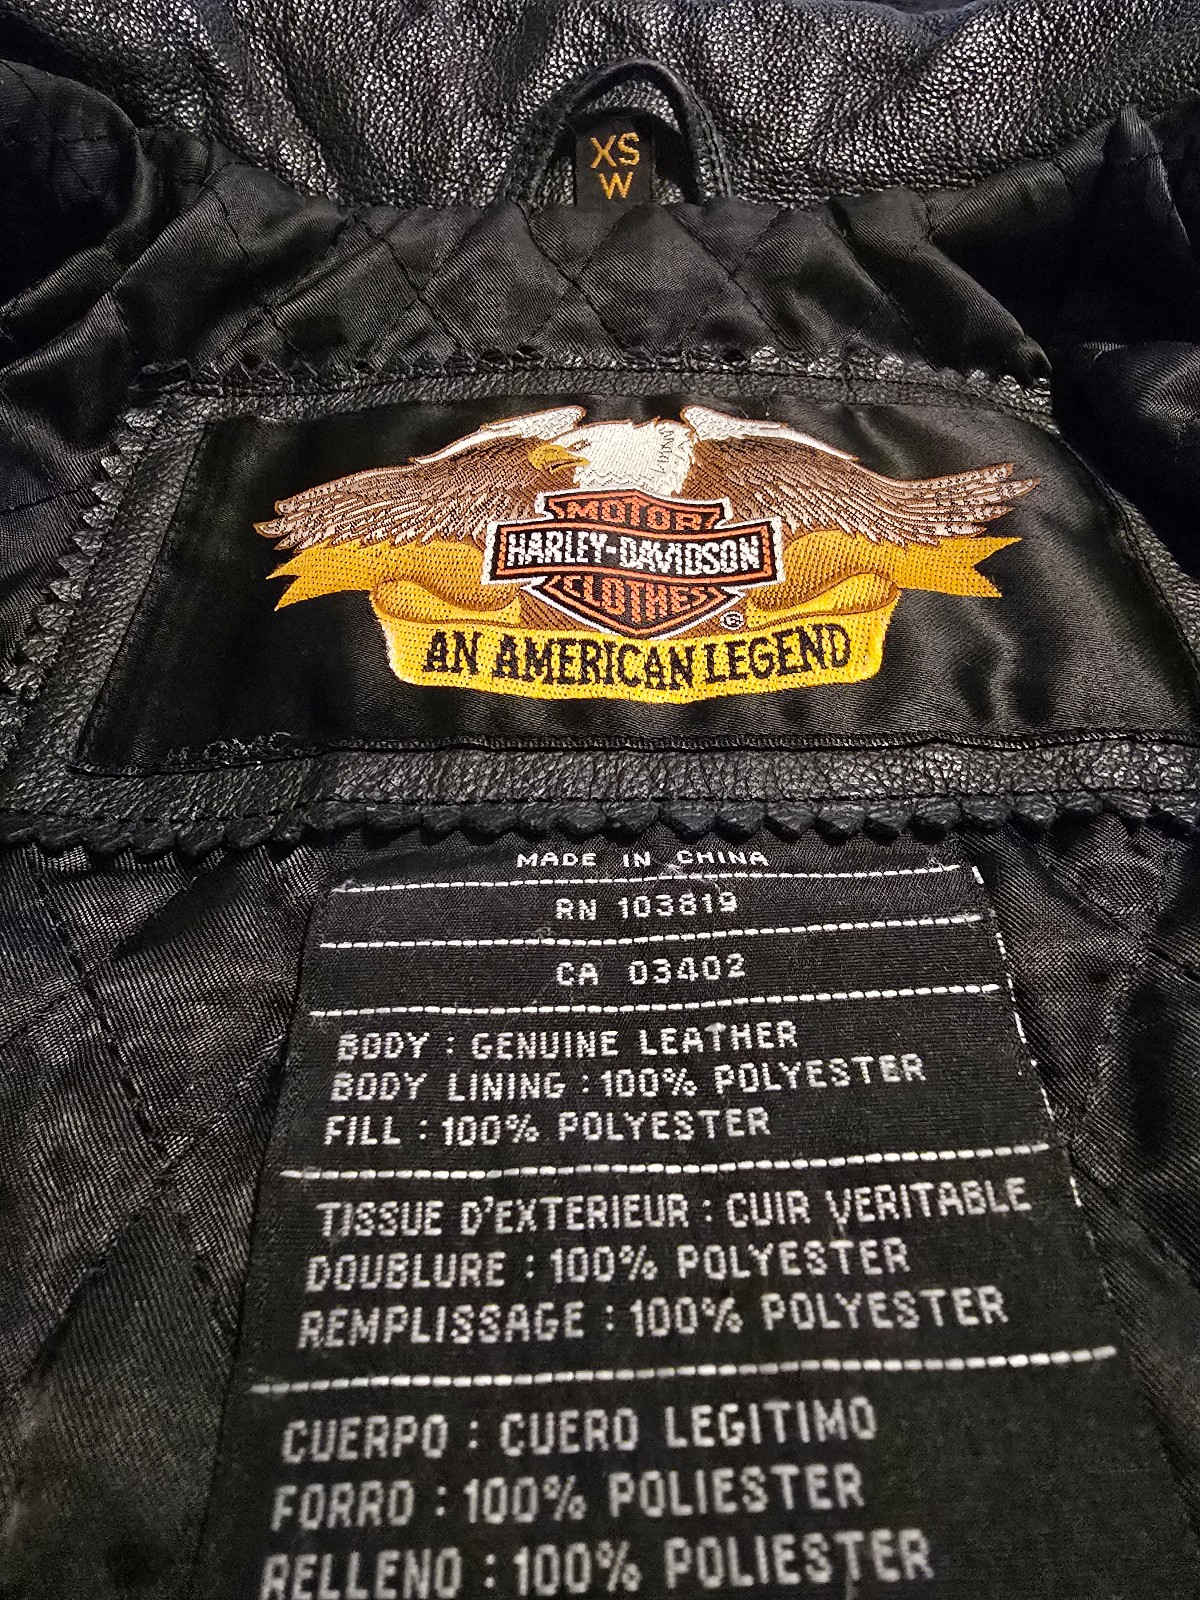 XS
W
MOTOR
HARLEY-DAVIDSON
CLOTHES
®
AN AMERICAN LEGEND
MADE IN CHINA
RN 103819
CA 03402
BODY : GENUINE LEATHER
BODY LINING : 100% POLYESTER
FILL : 100% POLYESTER
TISSUE D'EXTERIEUR : CUIR VERITABLE
DOUBLURE : 100% POLYESTER
REMPLISSAGE : 100% POLYESTER
CUERPO : CUERO LEGITIMO
FORRO : 100% POLIESTER
RELLENO : 100% POLIESTER